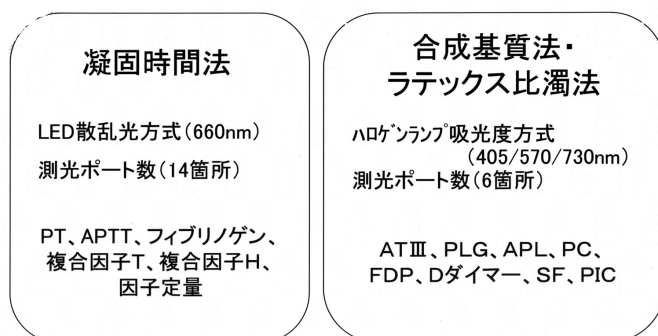 凝固時間法
LED散乱光方式(660nm)
測光ポート数(14箇所)
PT、APTT、フィブリノゲン、
複合因子T、複合因子H、
因子定量
合成基質法・
ラテックス比濁法
ﾊﾛｹﾞﾝﾗﾝﾌﾟ吸光度方式
(405/570/730nm)
測光ポート数(6箇所)
ATⅢ、PLG、APL、PC、
FDP、Dダイマー、SF、PIC